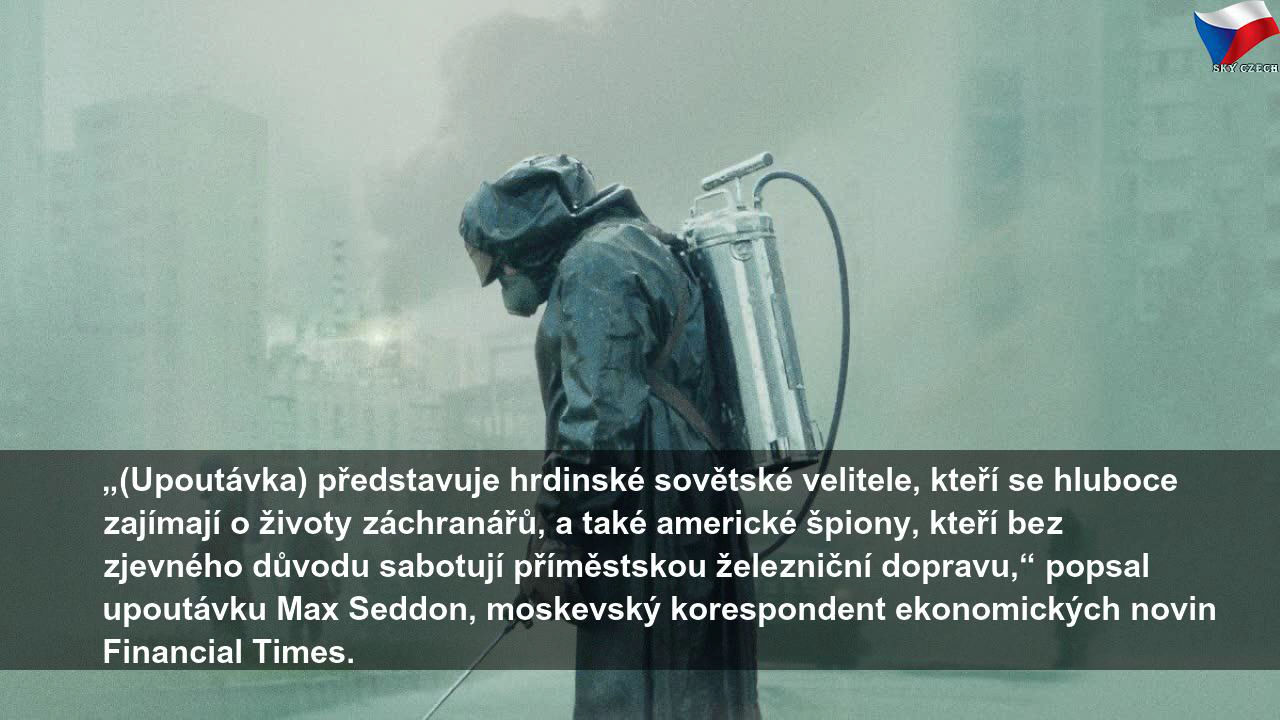 SKY CZECH
„(Upoutávka) představuje hrdinské sovětské velitele, kteří se hluboce
zajímají o životy záchranářů, a také americké špiony, kteří bez
zjevného důvodu sabotují příměstskou železniční dopravu,“ popsal
upoutávku Max Seddon, moskevský korespondent ekonomických novin
Financial Times.